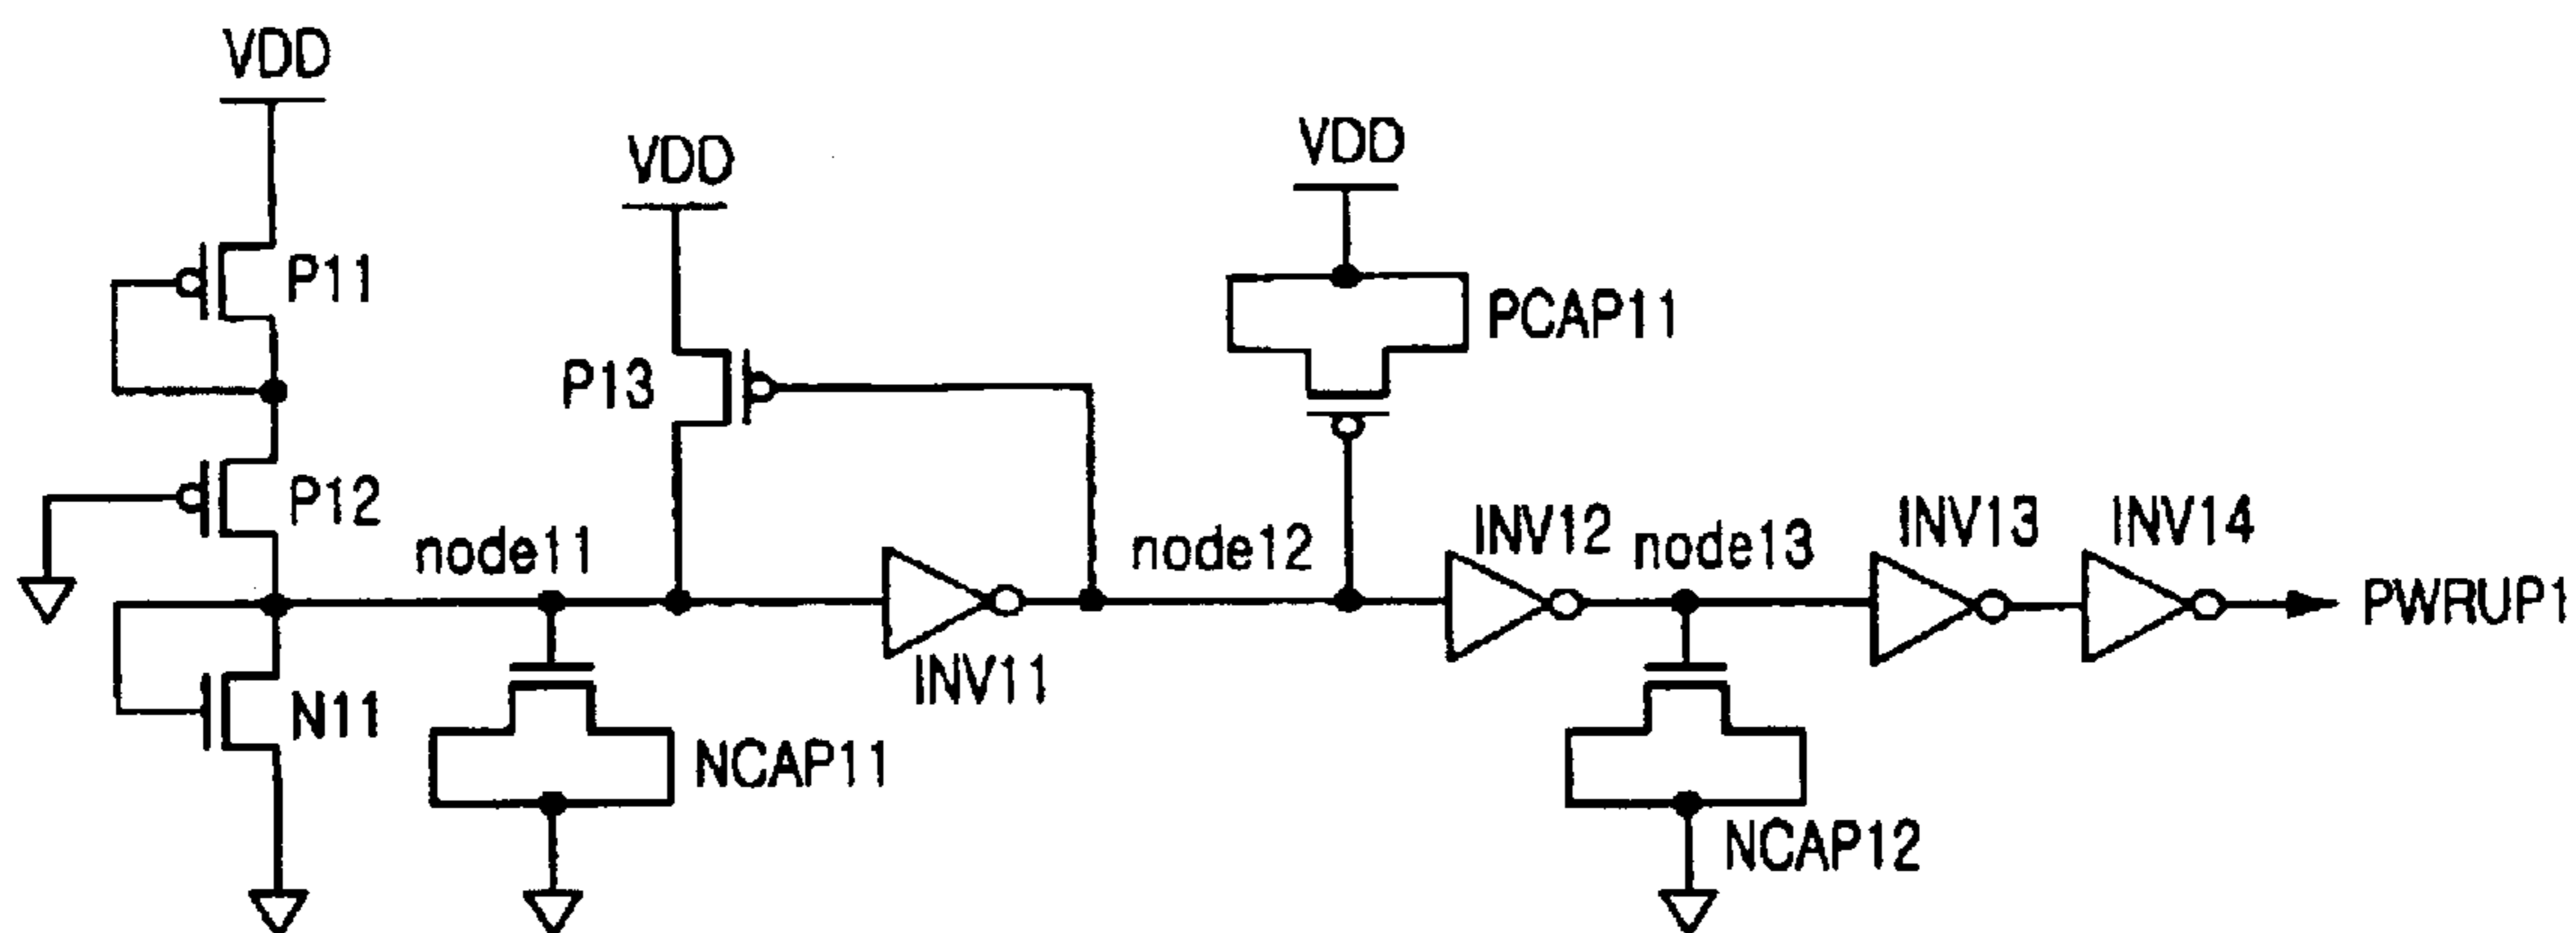 VDD
VDD
VDD
P11
PCAP11
P13
P12
node11
node12
INV12
node13
INV13
INV14
PWRUP1
N11
INV11
NCAP11
NCAP12